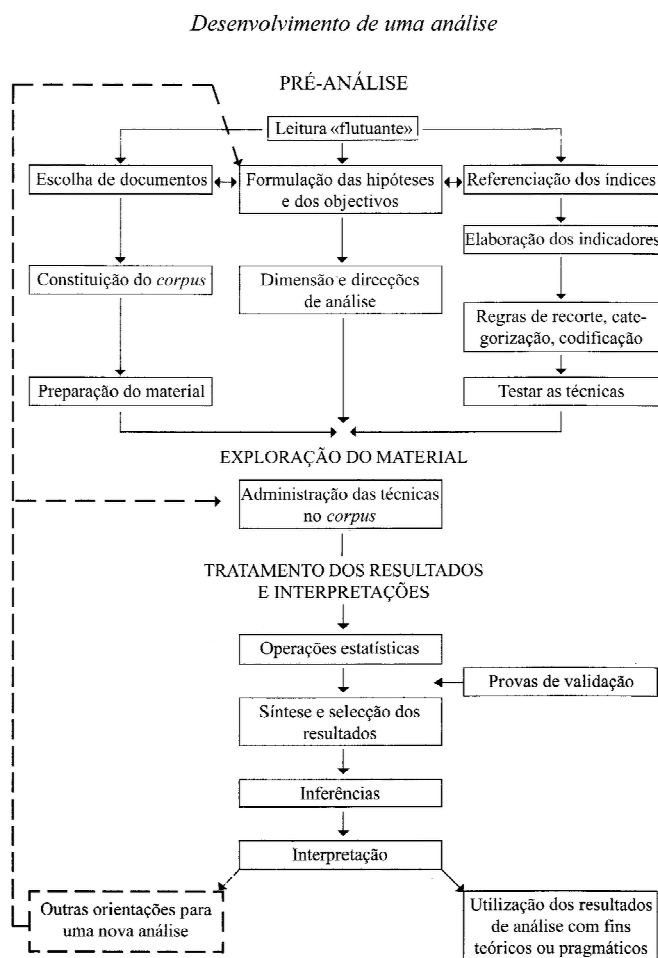 Desenvolvimento de uma análise
PRÉ-ANÁLISE
Leitura «flutuante»
Escolha de documentos
Formulação das hipóteses
e dos objectivos
Referenciação dos índices
Elaboração dos indicadores
Constituição do corpus
Dimensão e direcções
de análise
Regras de recorte, cate-
gorização, codificação
Preparação do material
Testar as técnicas
EXPLORAÇÃO DO MATERIAL
Administração das técnicas
no corpus
TRATAMENTO DOS RESULTADOS
E INTERPRETAÇÕES
Operações estatísticas
Provas de validação
Síntese e selecção dos
resultados
Inferências
Interpretação
Outras orientações para
uma nova análise
Utilização dos resultados
de análise com fins
teóricos ou pragmáticos